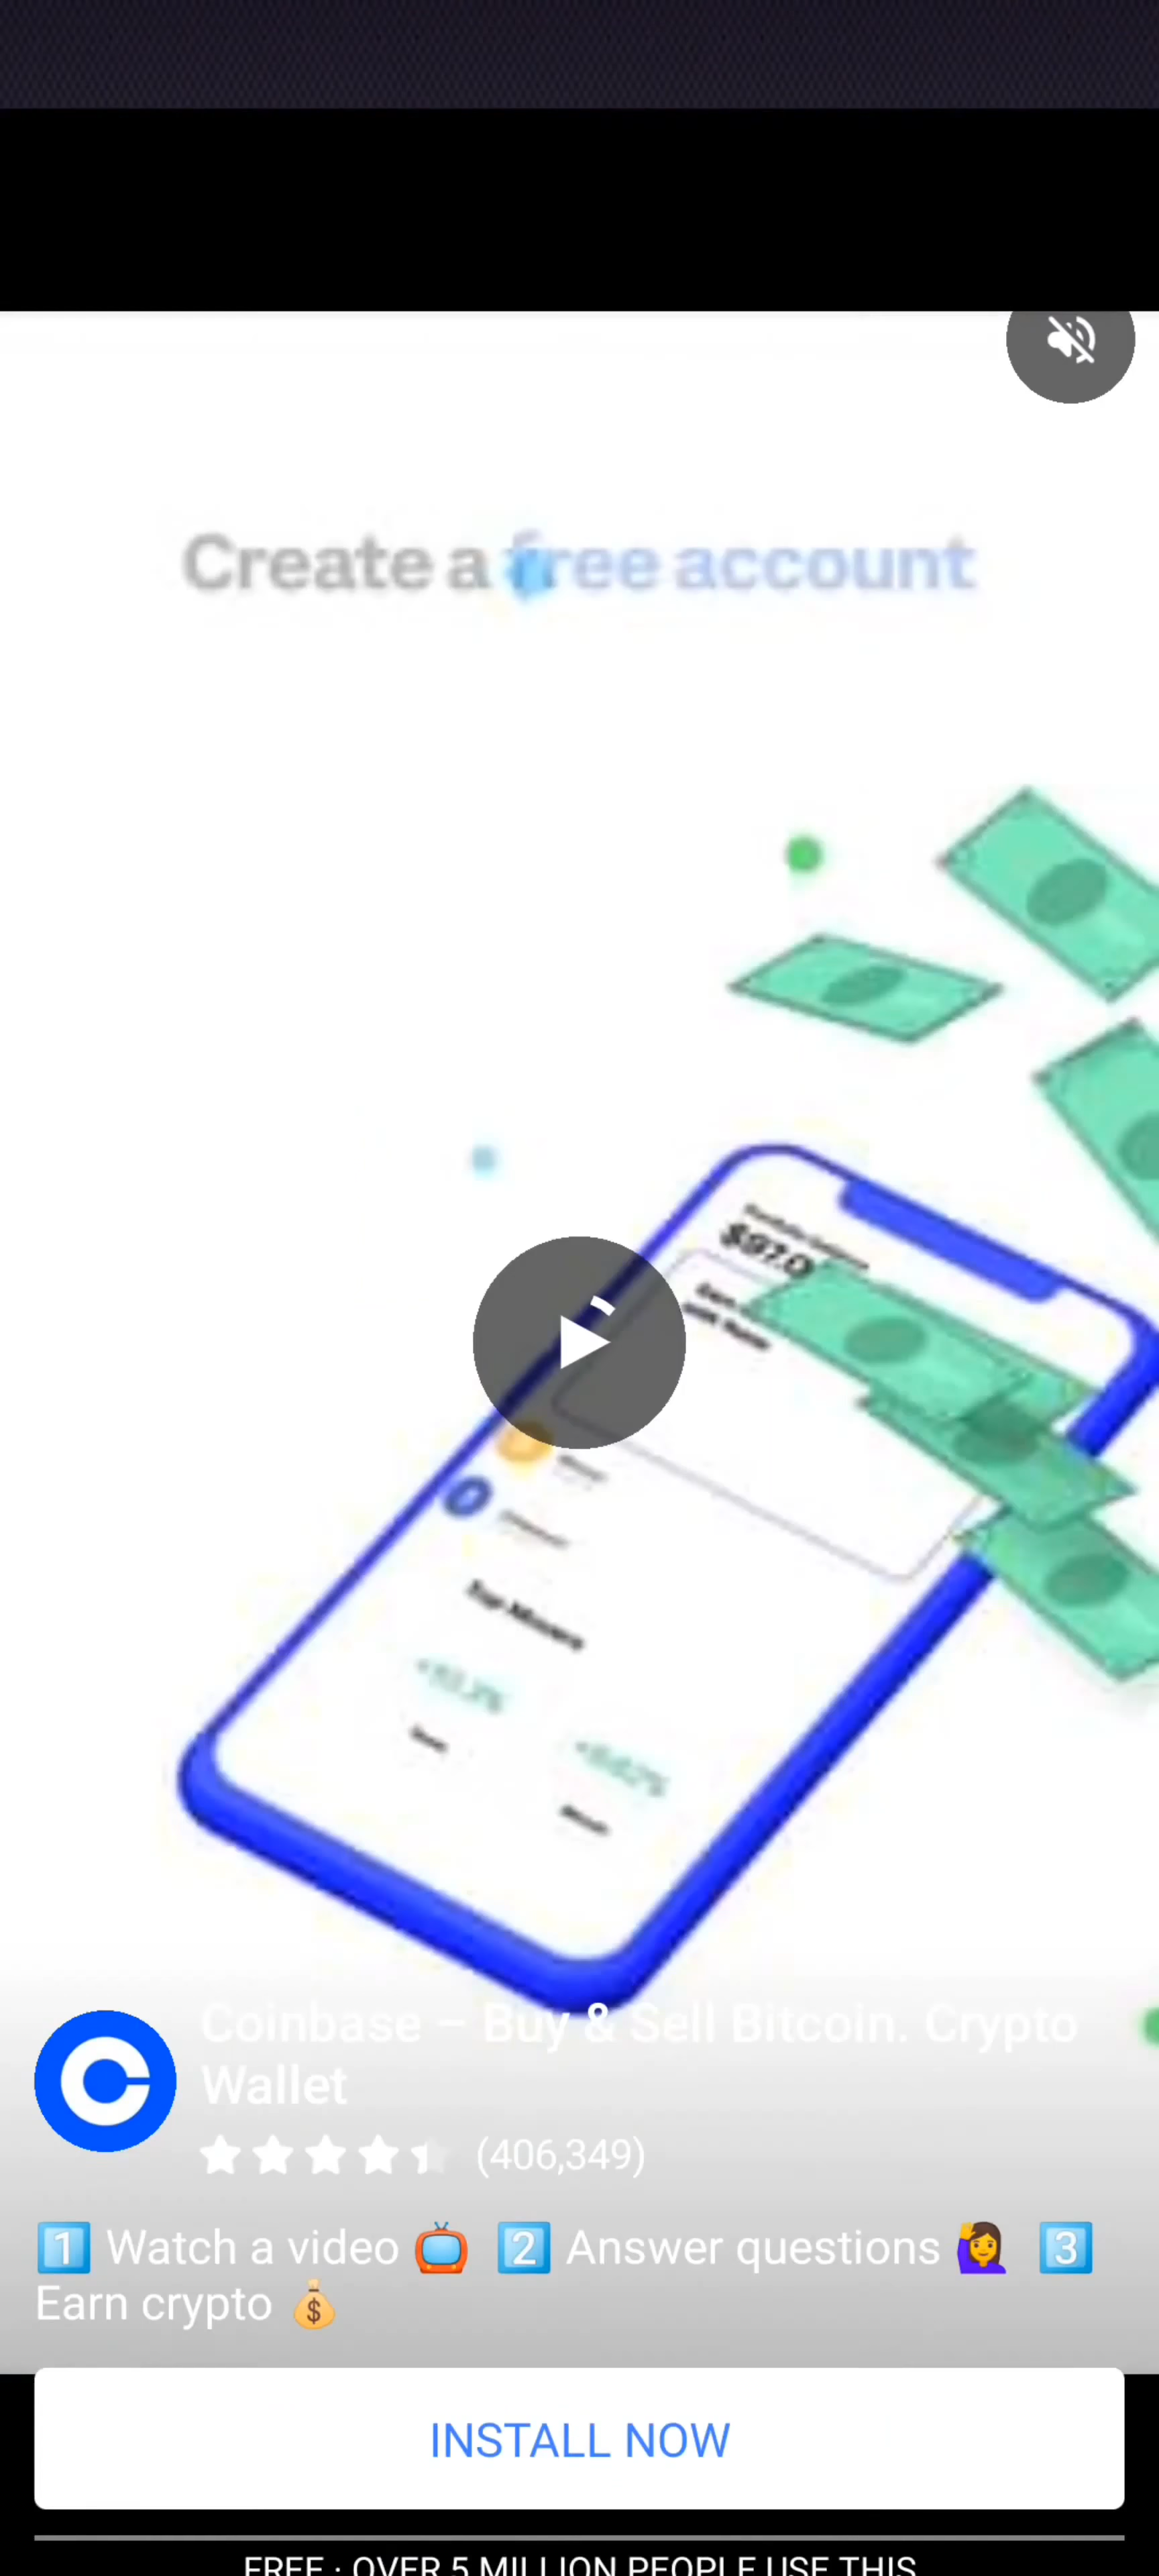 Create a free account
Coinbase – Buy & Sell Bitcoin. Crypto
Wallet
(406,349)
1️⃣ Watch a video 📺 2️⃣ Answer questions 🙋‍♀️ 3️⃣
Earn crypto 💰
INSTALL NOW
FREE : OVER 5 MILLION PEOPLE USE THIS